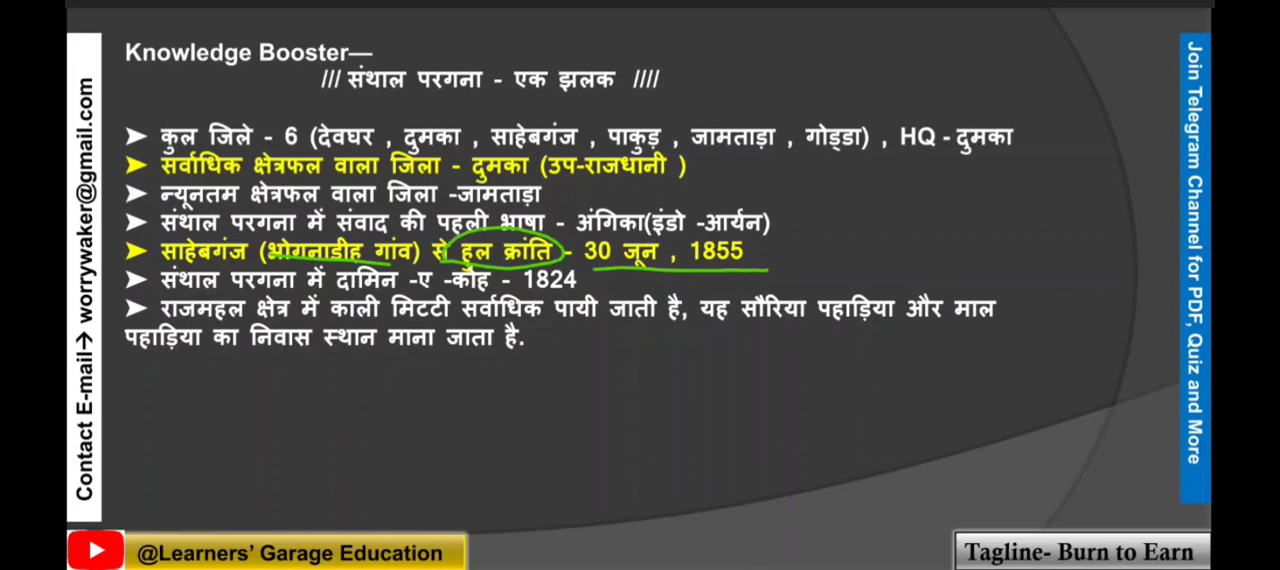 Knowledge Booster—
/// संथाल परगना - एक झलक ////
➤ कुल जिले - 6 (देवघर , दुमका , साहेबगंज , पाकुड़ , जामताड़ा , गोड्डा) , HQ - दुमका
➤ सर्वाधिक क्षेत्रफल वाला जिला - दुमका (उप-राजधानी )
➤ न्यूनतम क्षेत्रफल वाला जिला -जामताड़ा
➤ संथाल परगना में संवाद की पहली भाषा - अंगिका(इंडो -आर्यन)
➤ साहेबगंज (भोगनाडीह गांव) से हुल क्रांति - 30 जून , 1855
➤ संथाल परगना में दामिन -ए -कौह - 1824
➤ राजमहल क्षेत्र में काली मिटटी सर्वाधिक पायी जाती है, यह सौरिया पहाड़िया और माल
पहाड़िया का निवास स्थान माना जाता है.
Contact E-mail→ worrywaker@gmail.com
Join Telegram Channel for PDF, Quiz and More
@Learners’ Garage Education
Tagline- Burn to Earn